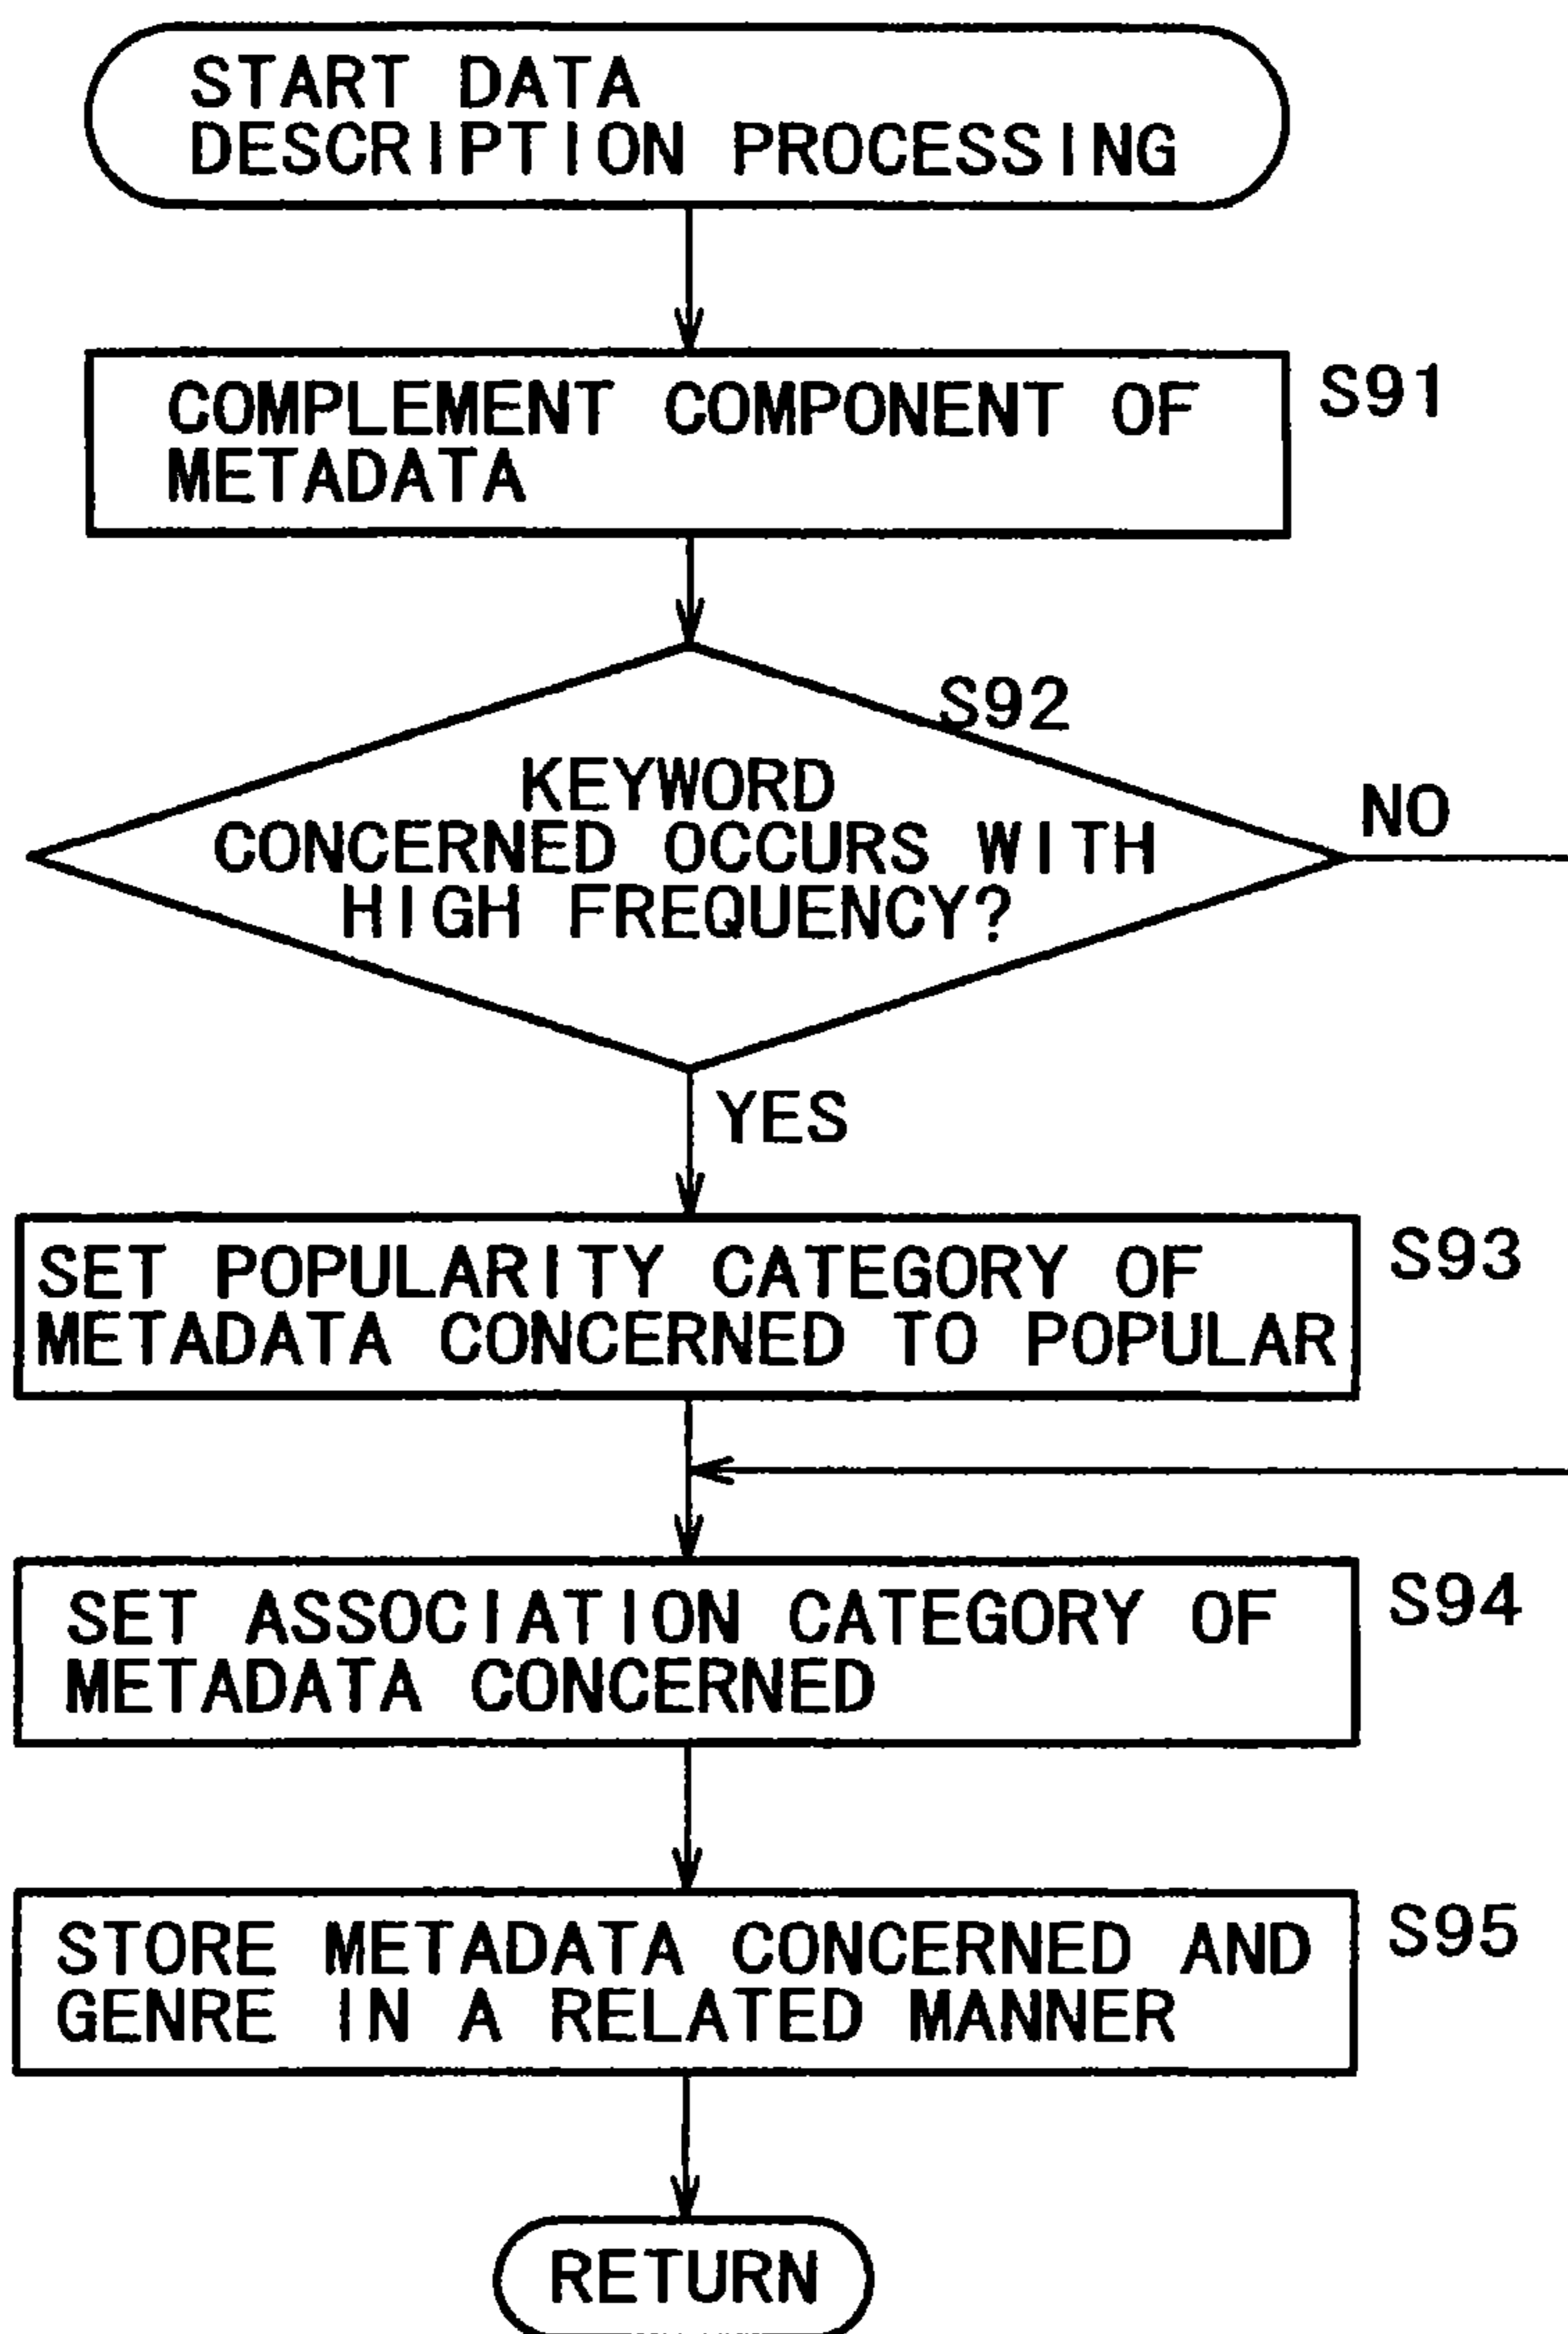 START DATA
DESCRIPTION PROCESSING
COMPLEMENT COMPONENT OF
METADATA
S91
S92
KEYWORD
CONCERNED OCCURS WITH
HIGH FREQUENCY?
NO
YES
SET POPULARITY CATEGORY OF
METADATA CONCERNED TO POPULAR
S93
SET ASSOCIATION CATEGORY OF
METADATA CONCERNED
S94
STORE METADATA CONCERNED AND
GENRE IN A RELATED MANNER
S95
RETURN